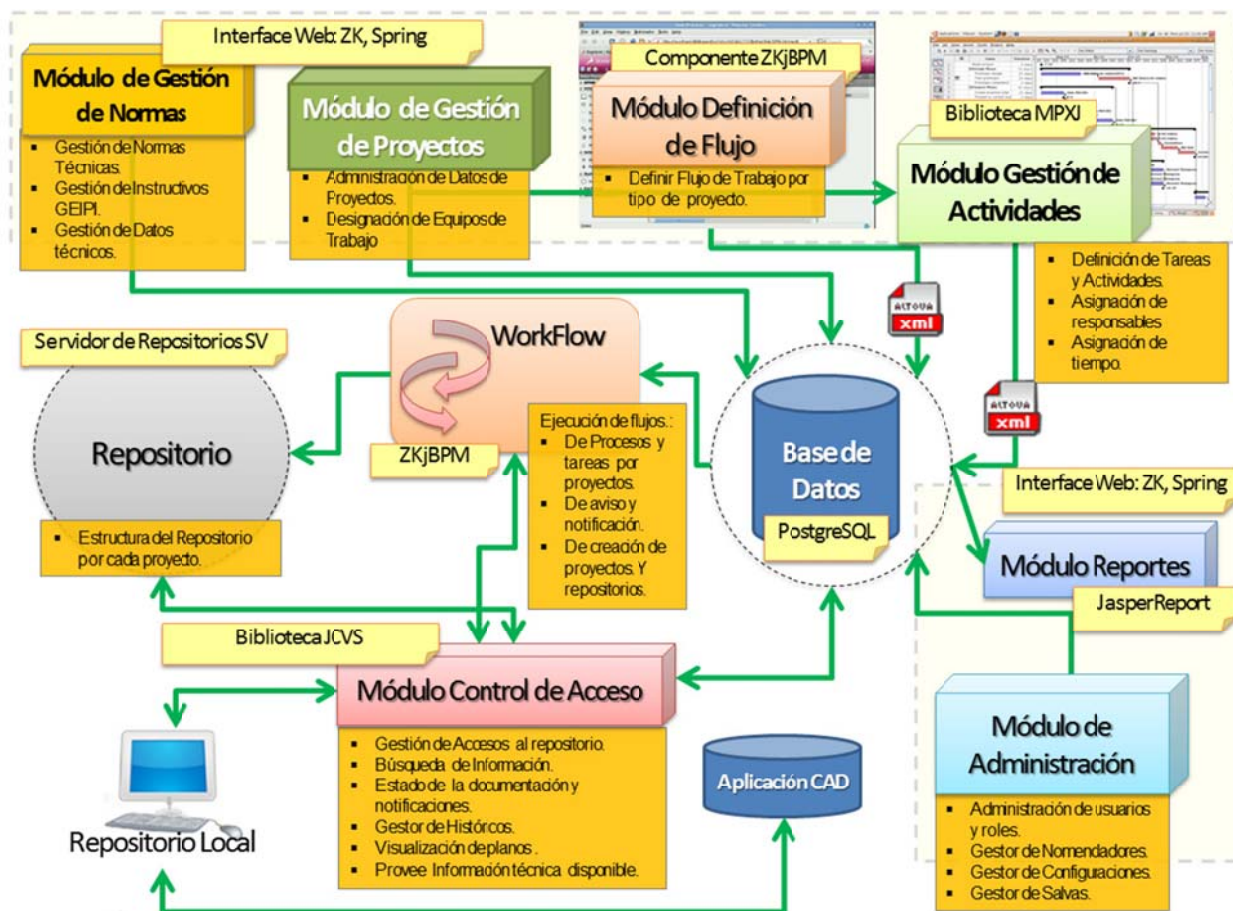 Interface Web: ZK, Spring
Módulo de Gestión
de Normas
Gestión de Normas
Técnicas.
Gestión de Instructivos
GEIPI.
Gestión de Datos
técnicos.
Módulo de Gestión
de Proyectos
Administración de Datos de
Proyectos.
Designación de Equipos de
Trabajo
Componente ZKjBPM
Módulo Definición
de Flujo
Definir Flujo de Trabajo por
tipo de proyecto.
Biblioteca MPXJ
Módulo Gestión de
Actividades
Definición de Tareas
y Actividades.
Asignación de
responsables
Asignación de
tiempo.
ALTOVA
xml
ALTOVA
xml
Servidor de Repositorios SV
Repositorio
Estructura del Repositorio
por cada proyecto.
WorkFlow
ZKjBPM
Ejecución de flujos.:
De Procesos y
tareas por
proyectos.
De aviso y
notificación.
De creación de
proyectos. Y
repositorios.
Base de
Datos
PostgreSQL
Interface Web: ZK, Spring
Módulo Reportes
JasperReport
Biblioteca JCVS
Módulo Control de Acceso
Gestión de Accesos al repositorio.
Búsqueda de Información.
Estado de la documentación y
notificaciones.
Gestor de Históricos.
Visualización de planos .
Provee Información técnica disponible.
Repositorio Local
Aplicación CAD
Módulo de
Administración
Administración de usuarios
y roles.
Gestor de Nomendadores.
Gestor de Configuraciones.
Gestor de Salvas.